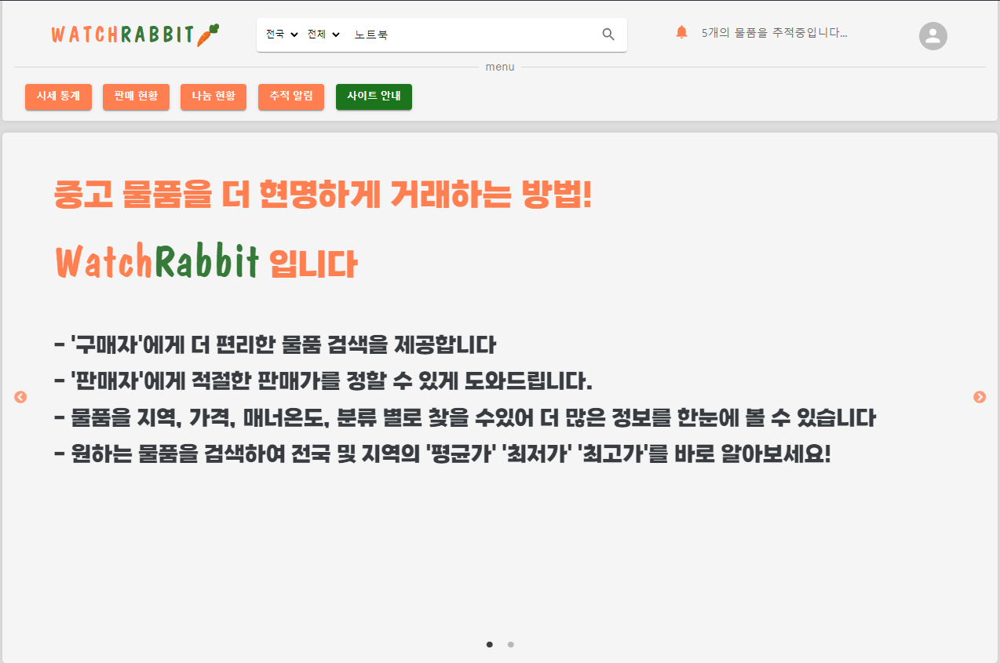 WATCHRABBIT
전국 전체 노트북
5개의 물품을 추적중입니다...
menu
시세 통계 판매 현황 나눔 현황 추적 알림 사이트 안내
중고 물품을 더 현명하게 거래하는 방법!
WatchRabbit 입니다
- '구매자'에게 더 편리한 물품 검색을 제공합니다
- '판매자'에게 적절한 판매가를 정할 수 있게 도와드립니다.
- 물품을 지역, 가격, 매너온도, 분류 별로 찾을 수있어 더 많은 정보를 한눈에 볼 수 있습니다
- 원하는 물품을 검색하여 전국 및 지역의 '평균가' '최저가' '최고가'를 바로 알아보세요!